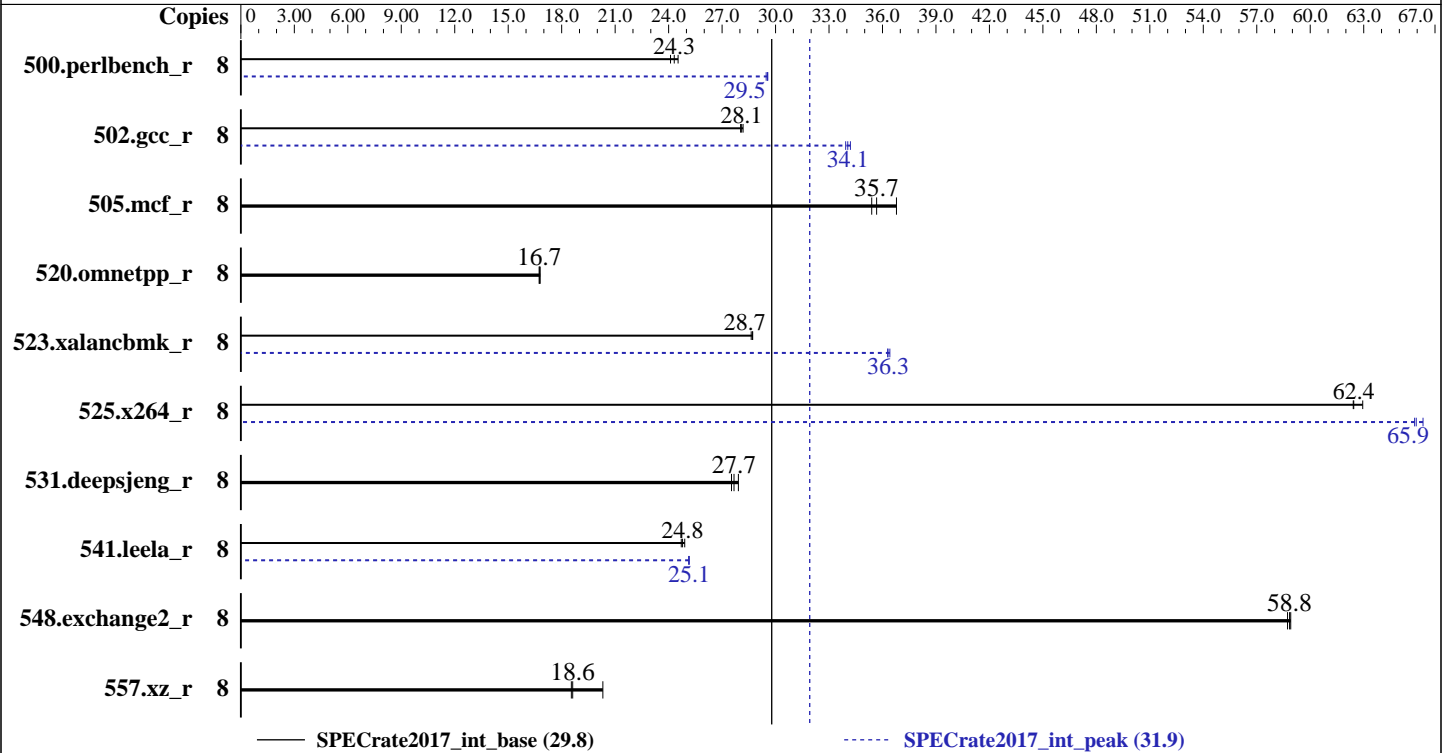 Copies 0 3.00 6.00 9.00 12.0 15.0 18.0 21.0 24.0 27.0 30.0 33.0 36.0 39.0 42.0 45.0 48.0 51.0 54.0 57.0 60.0 63.0 67.0
24.3
500.perlbench_r 8
29.5
28.1
502.gcc_r 8
34.1
35.7
505.mcf_r 8
16.7
520.omnetpp_r 8
28.7
523.xalancbmk_r 8
36.3
62.4
525.x264_r 8
65.9
27.7
531.deepsjeng_r 8
24.8
541.leela_r 8
25.1
58.8
548.exchange2_r 8
18.6
557.xz_r 8
SPECrate2017_int_base (29.8) SPECrate2017_int_peak (31.9)